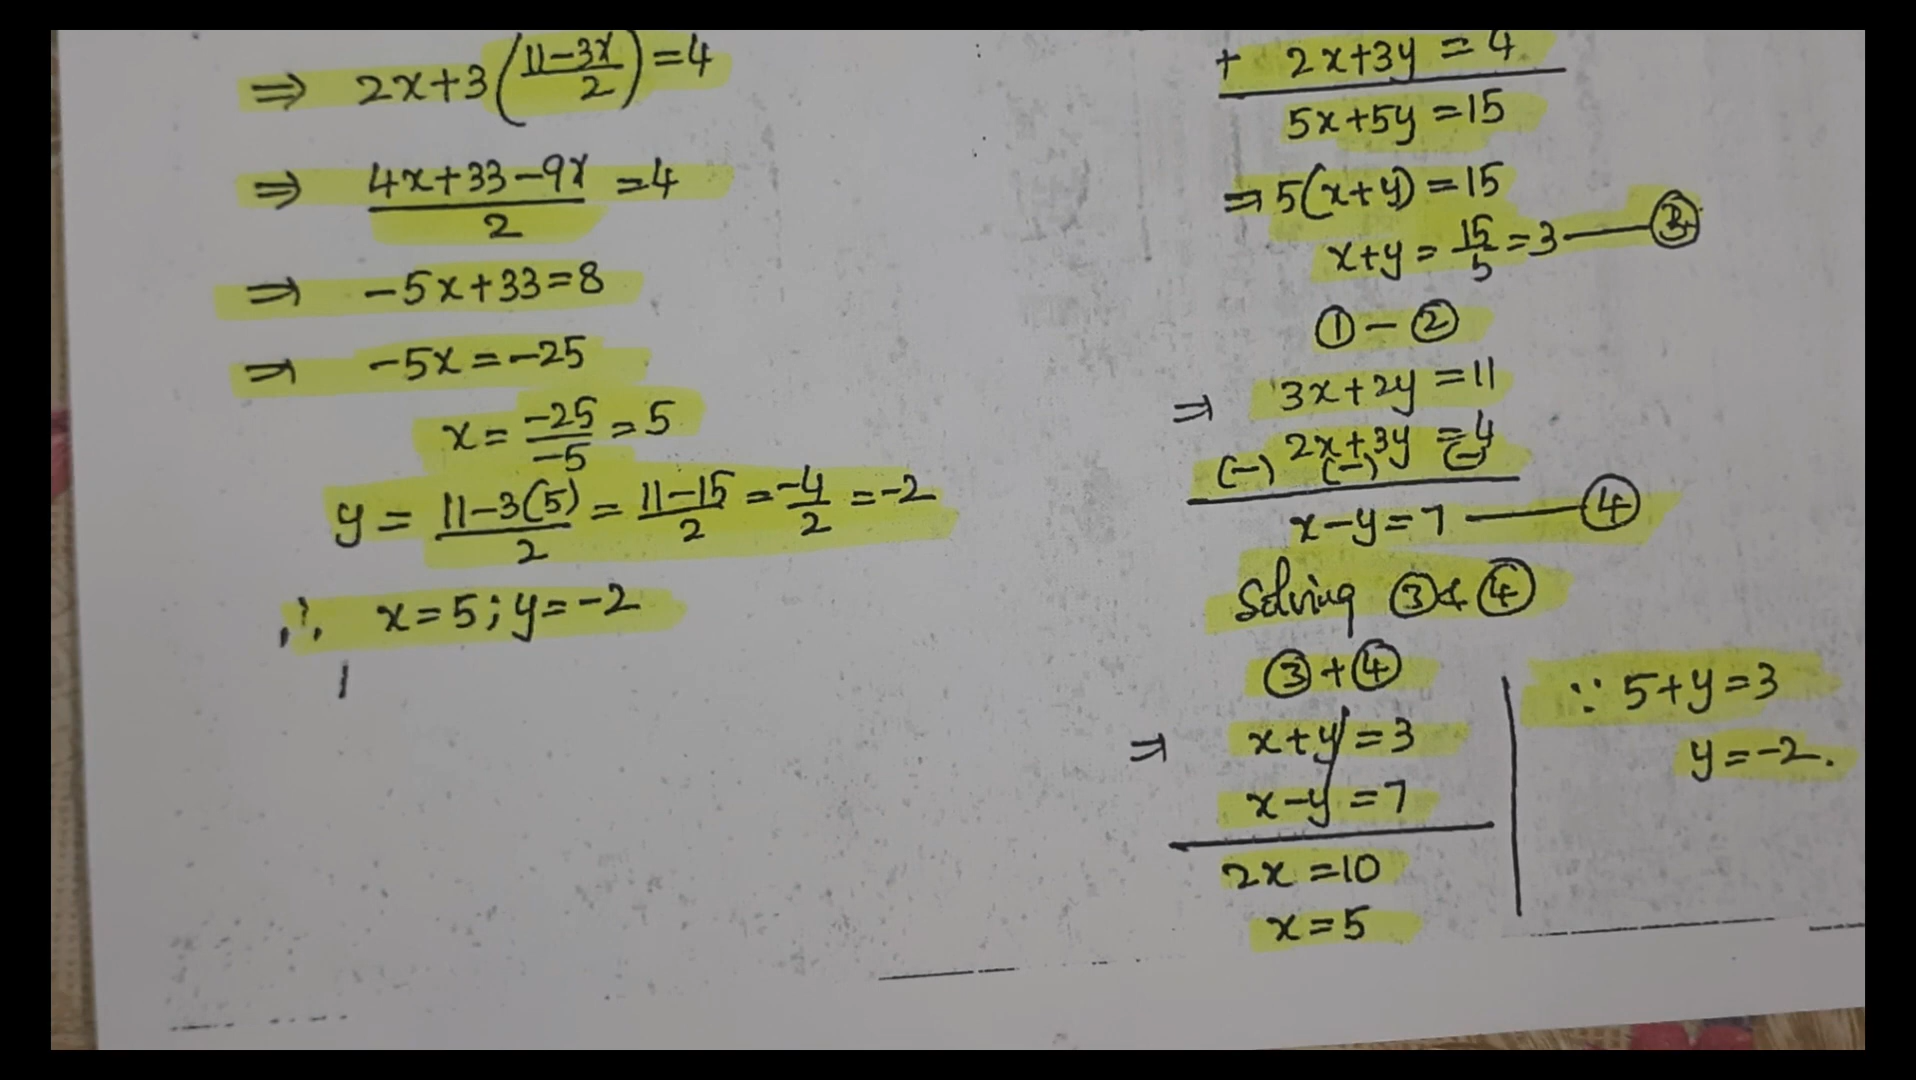 ⇒ 2x+3((11-3x)/2)=4
⇒ (4x+33-9x)/2 =4
⇒ -5x+33=8
⇒ -5x=-25
x= -25/-5 =5
y= (11-3(5))/2 = (11-15)/2 = -4/2 = -2
∴ x=5; y=-2
+ 2x+3y = 4
5x+5y=15
⇒ 5(x+y)=15
x+y= 15/5 =3 — ③
① - ②
⇒ 3x+2y=11
2x+3y=4
(-) (-) (-)
x-y=7 — ④
Solving ③ & ④
③+④
⇒ x+y=3
x-y=7
2x=10
x=5
∵ 5+y=3
y=-2.